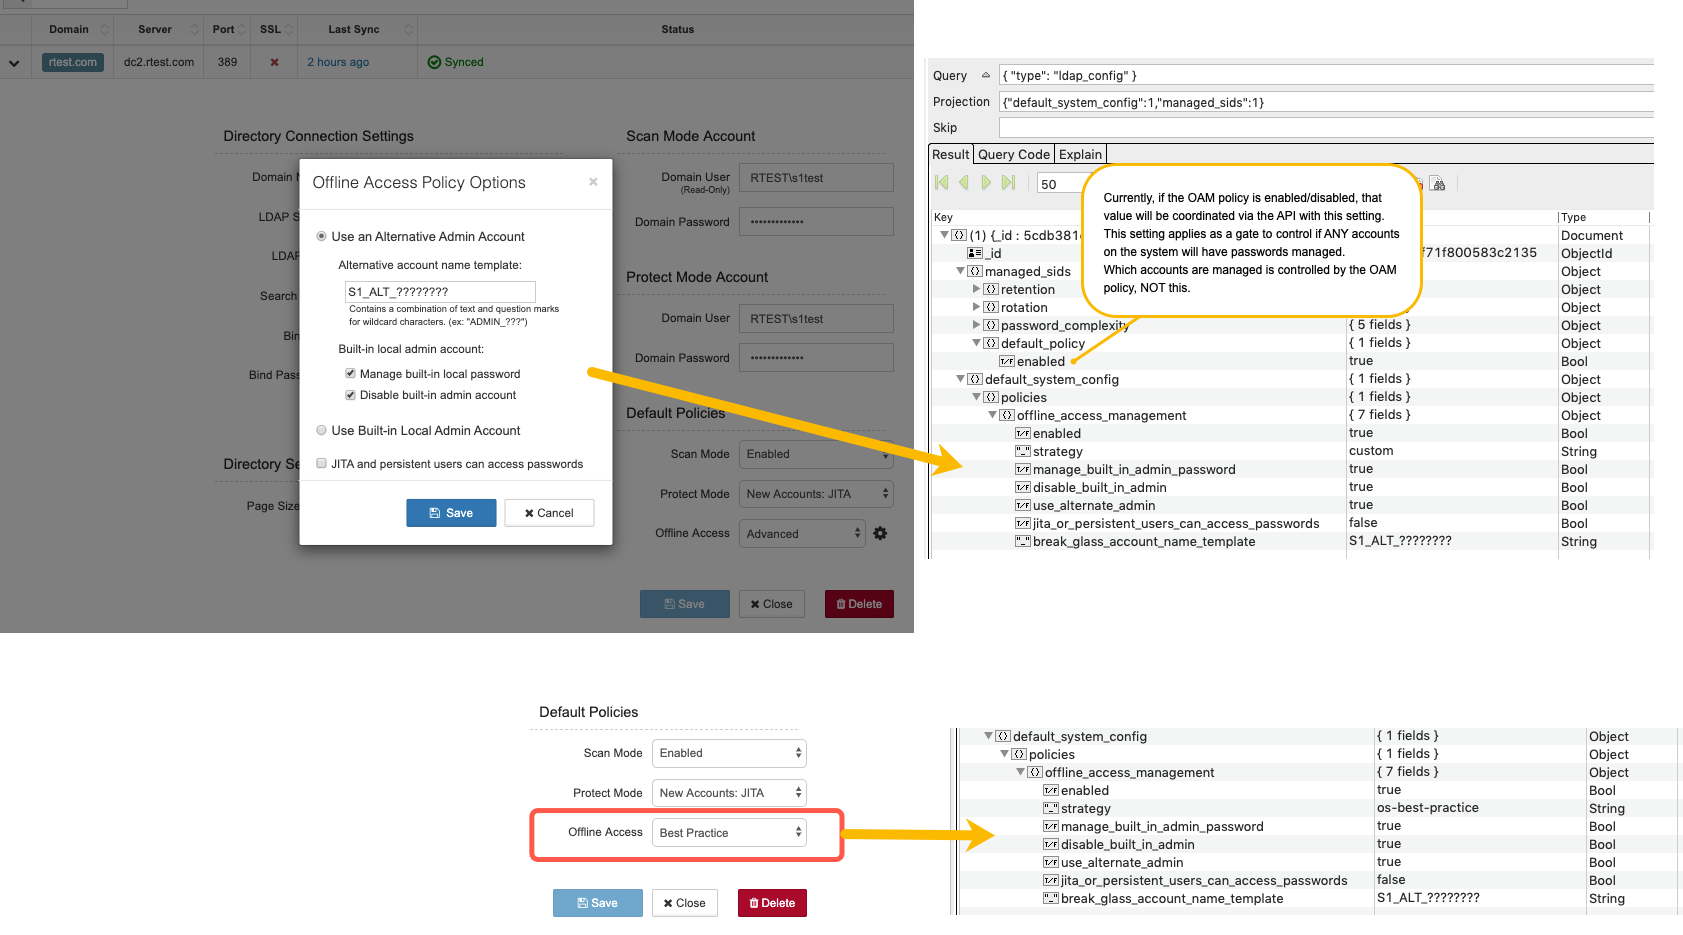 Domain Server Port SSL Last Sync Status
rtest.com dc2.rtest.com 389 2 hours ago Synced
Directory Connection Settings
Domain
LDAP S
LDAP
Search
Bin
Bind Pass
Directory Se
Page Size
Offline Access Policy Options
Use an Alternative Admin Account
Alternative account name template:
S1_ALT_????????
Contains a combination of text and question marks
for wildcard characters. (ex: "ADMIN_???")
Built-in local admin account:
Manage built-in local password
Disable built-in admin account
Use Built-in Local Admin Account
JITA and persistent users can access passwords
Save Cancel
Scan Mode Account
Domain User RTEST\s1test
(Read-Only)
Domain Password •••••••••••••
Protect Mode Account
Domain User RTEST\s1test
Domain Password •••••••••••••
Default Policies
Scan Mode Enabled
Protect Mode New Accounts: JITA
Offline Access Advanced
Save Close Delete
Query { "type": "ldap_config" }
Projection {"default_system_config":1,"managed_sids":1}
Skip
Result Query Code Explain
50
Currently, if the OAM policy is enabled/disabled, that
value will be coordinated via the API with this setting.
This setting applies as a gate to control if ANY accounts
on the system will have passwords managed.
Which accounts are managed is controlled by the OAM
policy, NOT this.
Key Type
(1) {_id : 5cdb381 Document
_id f71f800583c2135 ObjectId
managed_sids Object
retention Object
rotation Object
password_complexity { 5 fields } Object
default_policy { 1 fields } Object
enabled true Bool
default_system_config { 1 fields } Object
policies { 1 fields } Object
offline_access_management { 7 fields } Object
enabled true Bool
strategy custom String
manage_built_in_admin_password true Bool
disable_built_in_admin true Bool
use_alternate_admin true Bool
jita_or_persistent_users_can_access_passwords false Bool
break_glass_account_name_template S1_ALT_???????? String
Default Policies
Scan Mode Enabled
Protect Mode New Accounts: JITA
Offline Access Best Practice
Save Close Delete
default_system_config { 1 fields } Object
policies { 1 fields } Object
offline_access_management { 7 fields } Object
enabled true Bool
strategy os-best-practice String
manage_built_in_admin_password true Bool
disable_built_in_admin true Bool
use_alternate_admin true Bool
jita_or_persistent_users_can_access_passwords false Bool
break_glass_account_name_template S1_ALT_???????? String